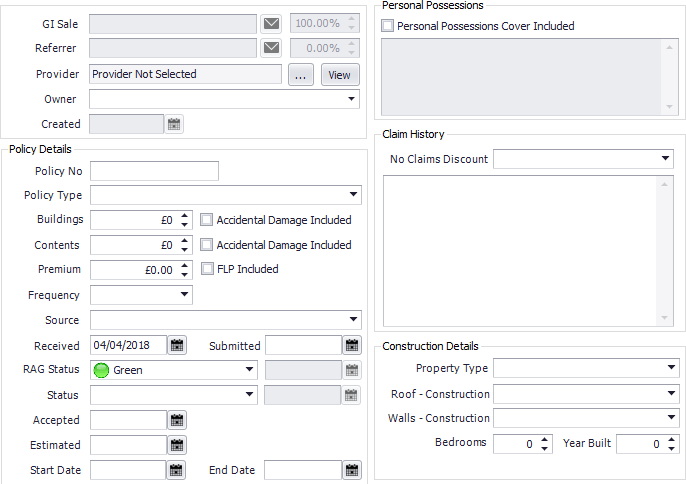 GI Sale 100.00%
Referrer 0.00%
Provider Provider Not Selected ... View
Owner
Created
Policy Details
Policy No
Policy Type
Buildings £0 Accidental Damage Included
Contents £0 Accidental Damage Included
Premium £0.00 FLP Included
Frequency
Source
Received 04/04/2018 Submitted
RAG Status Green
Status
Accepted
Estimated
Start Date End Date
Personal Possessions
Personal Possessions Cover Included
Claim History
No Claims Discount
Construction Details
Property Type
Roof - Construction
Walls - Construction
Bedrooms 0 Year Built 0